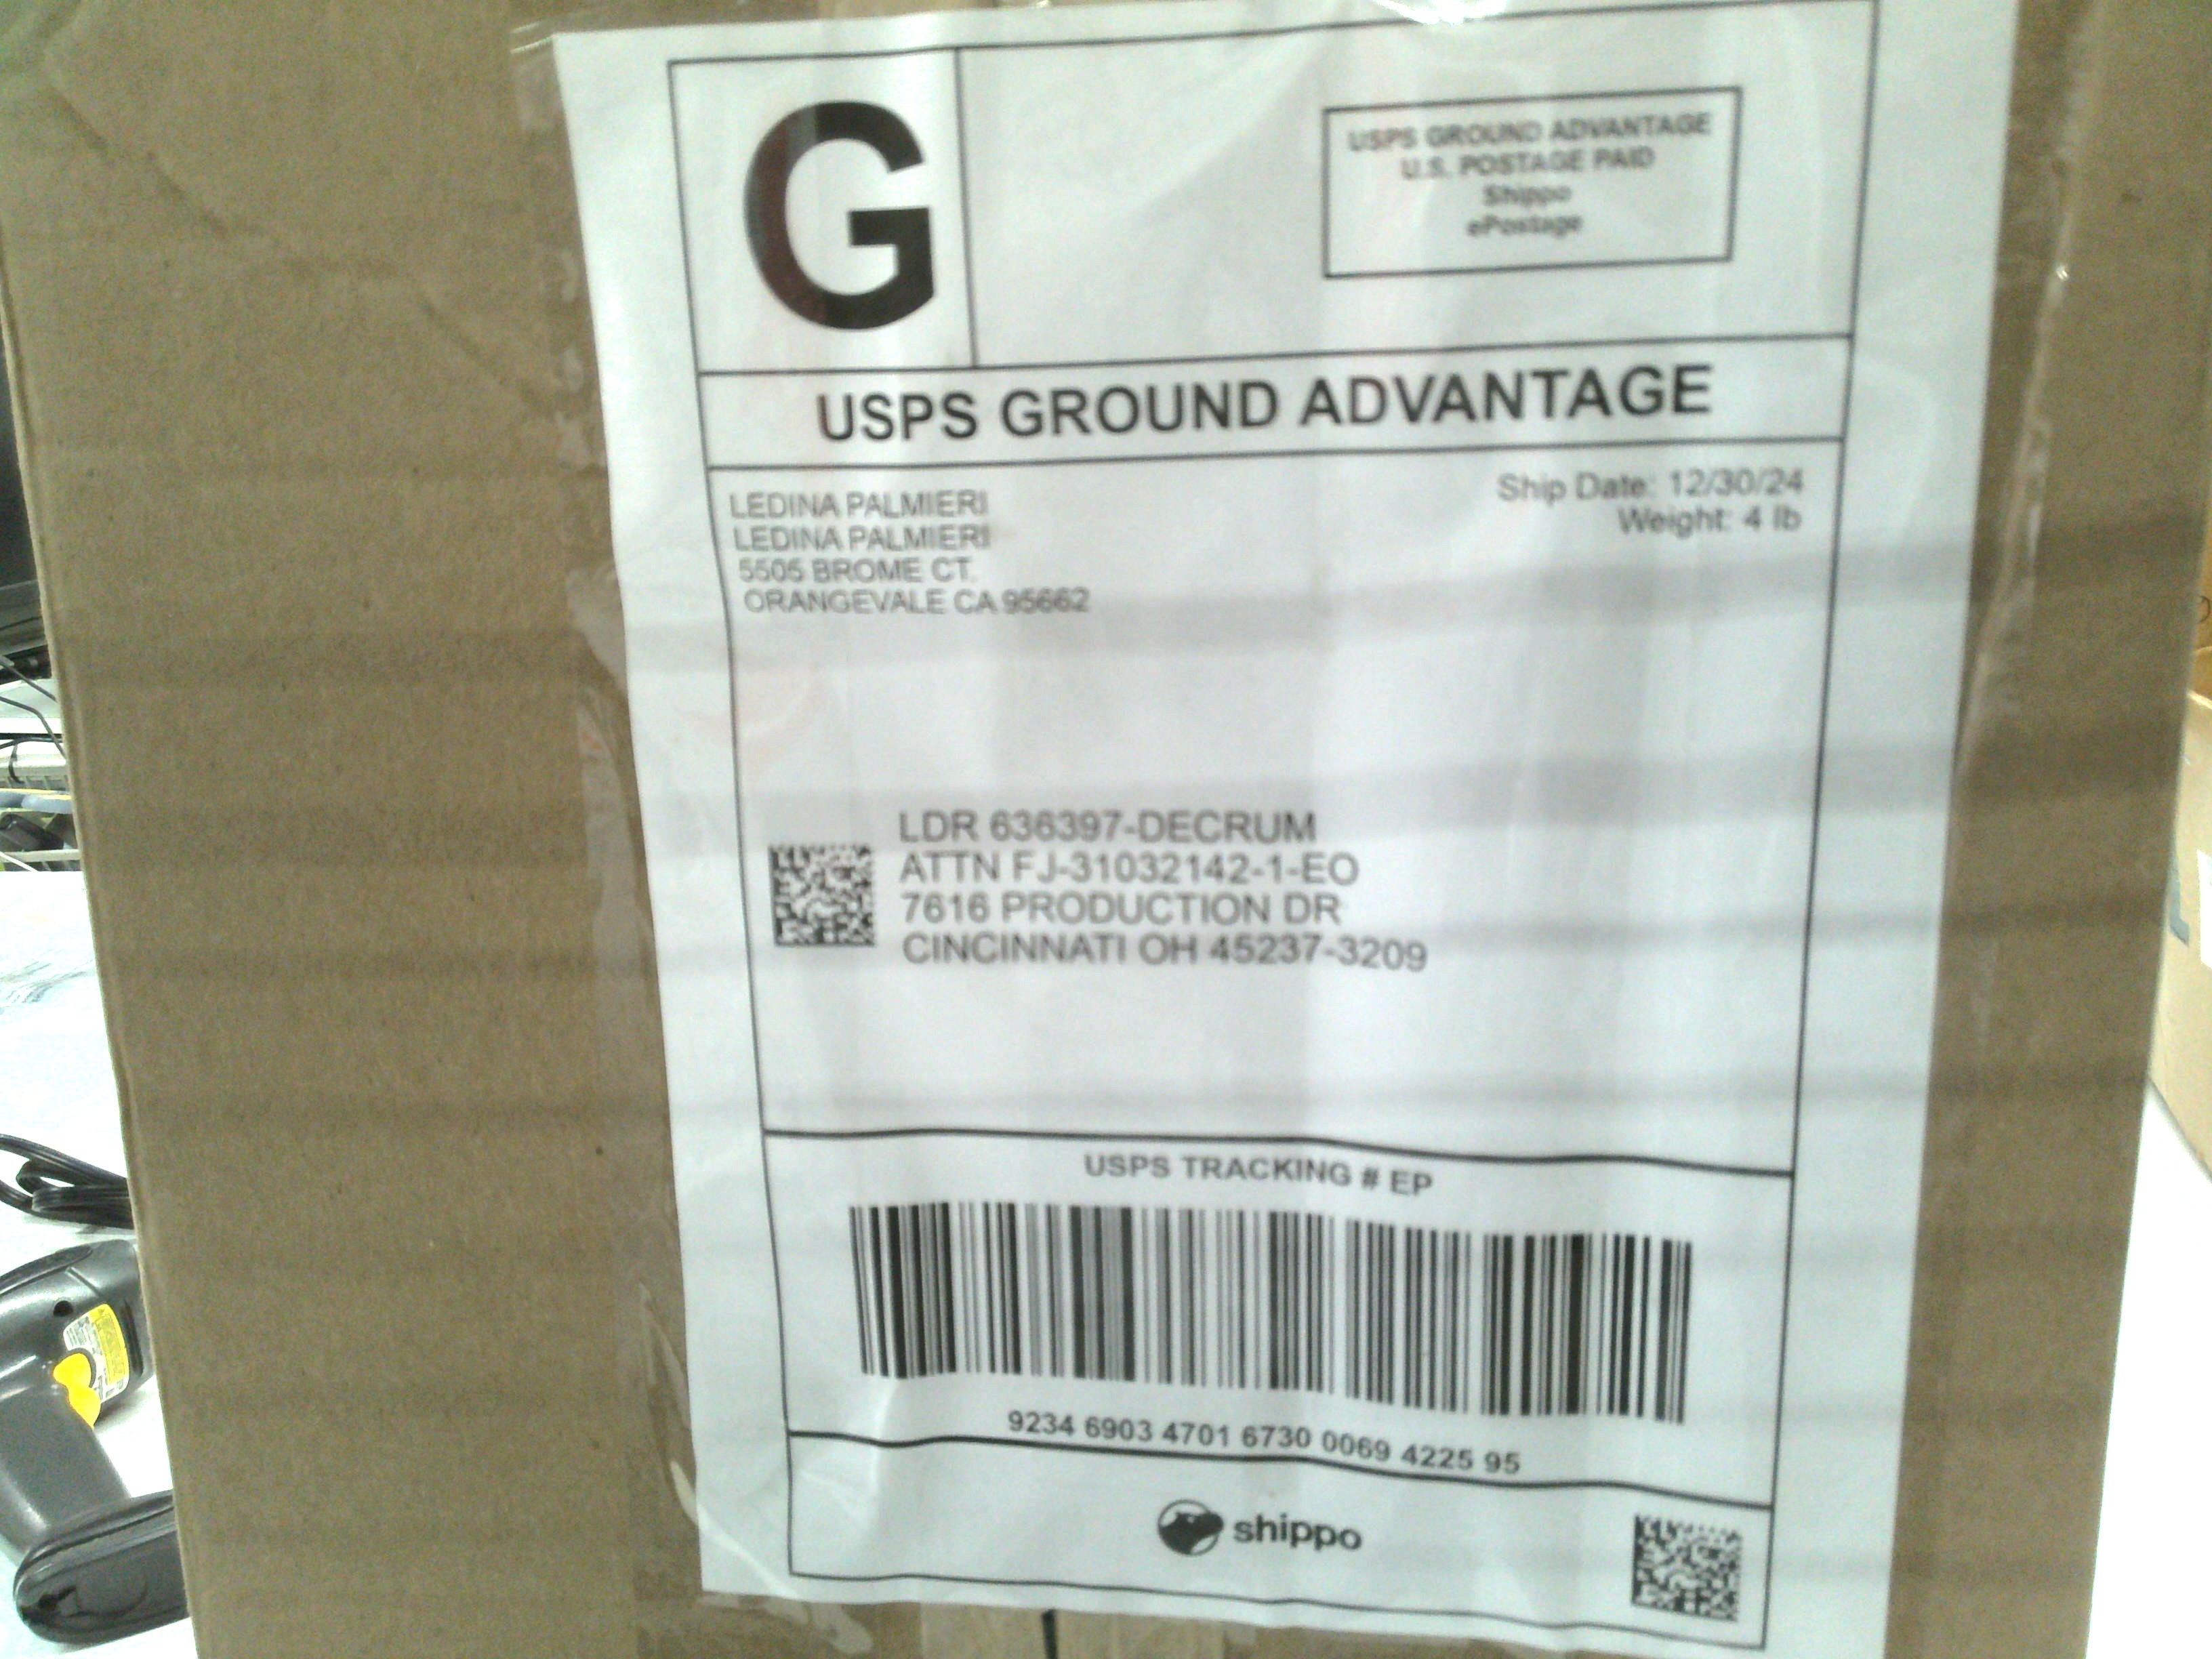 G
USPS GROUND ADVANTAGE
U.S. POSTAGE PAID
Shippo
ePostage
USPS GROUND ADVANTAGE
LEDINA PALMIERI
LEDINA PALMIERI
5505 BROME CT.
ORANGEVALE CA 95662
Ship Date: 12/30/24
Weight: 4 lb
LDR 636397-DECRUM
ATTN FJ-31032142-1-EO
7616 PRODUCTION DR
CINCINNATI OH 45237-3209
USPS TRACKING # EP
9234 6903 4701 6730 0069 4225 95
shippo